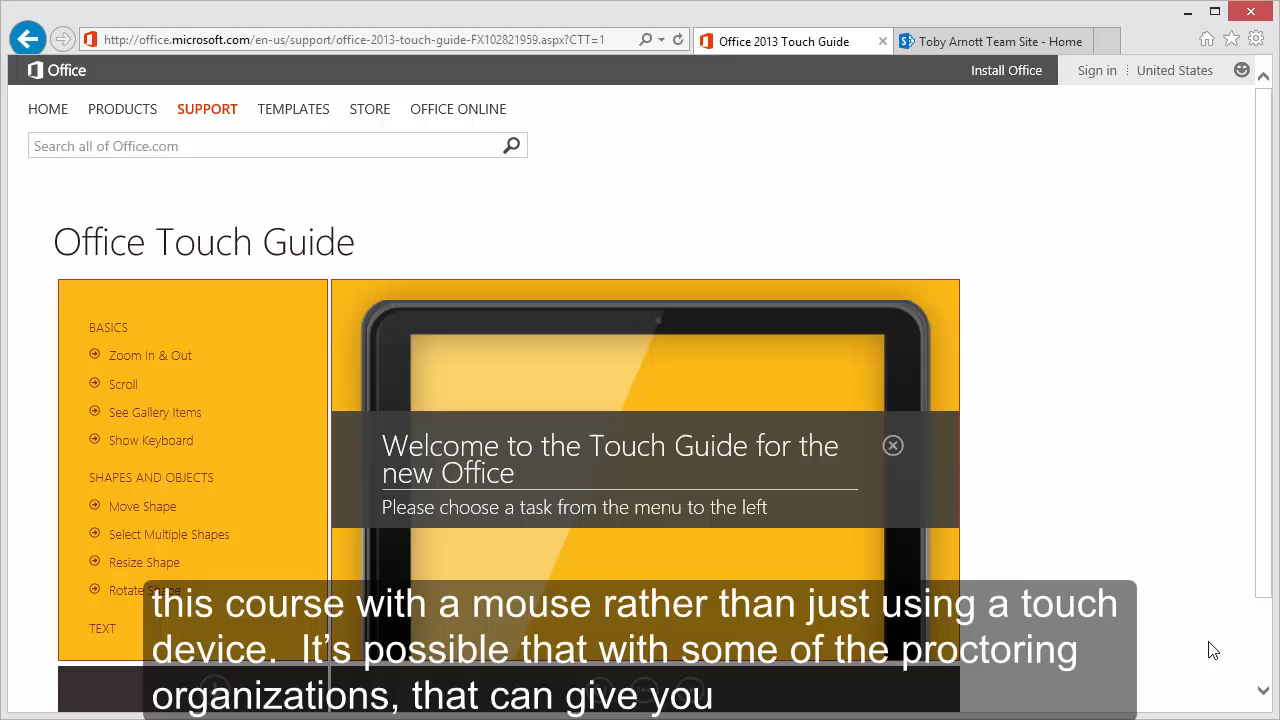 http://office.microsoft.com/en-us/support/office-2013-touch-guide-FX102821959.aspx?CTT=1
Office 2013 Touch Guide
Toby Arnott Team Site - Home
Office
Install Office
Sign in
United States
HOME PRODUCTS SUPPORT TEMPLATES STORE OFFICE ONLINE
Search all of Office.com
Office Touch Guide
BASICS
Zoom In & Out
Scroll
See Gallery Items
Show Keyboard
SHAPES AND OBJECTS
Move Shape
Select Multiple Shapes
Resize Shape
Rotate Shape
TEXT
Welcome to the Touch Guide for the
new Office
Please choose a task from the menu to the left
this course with a mouse rather than just using a touch
device. It’s possible that with some of the proctoring
organizations, that can give you